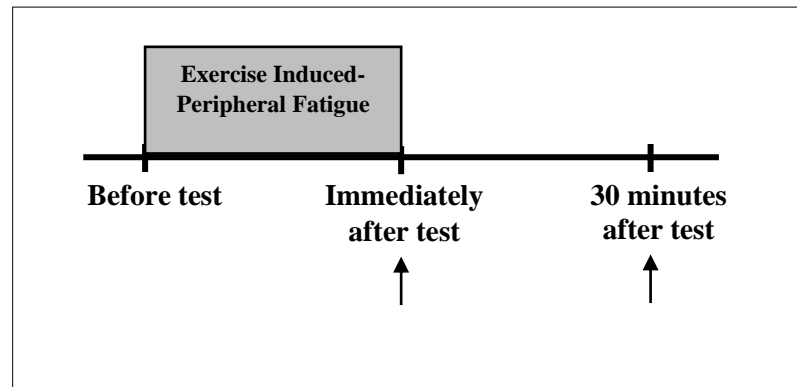 Exercise Induced-
Peripheral Fatigue
Before test
Immediately
after test
30 minutes
after test